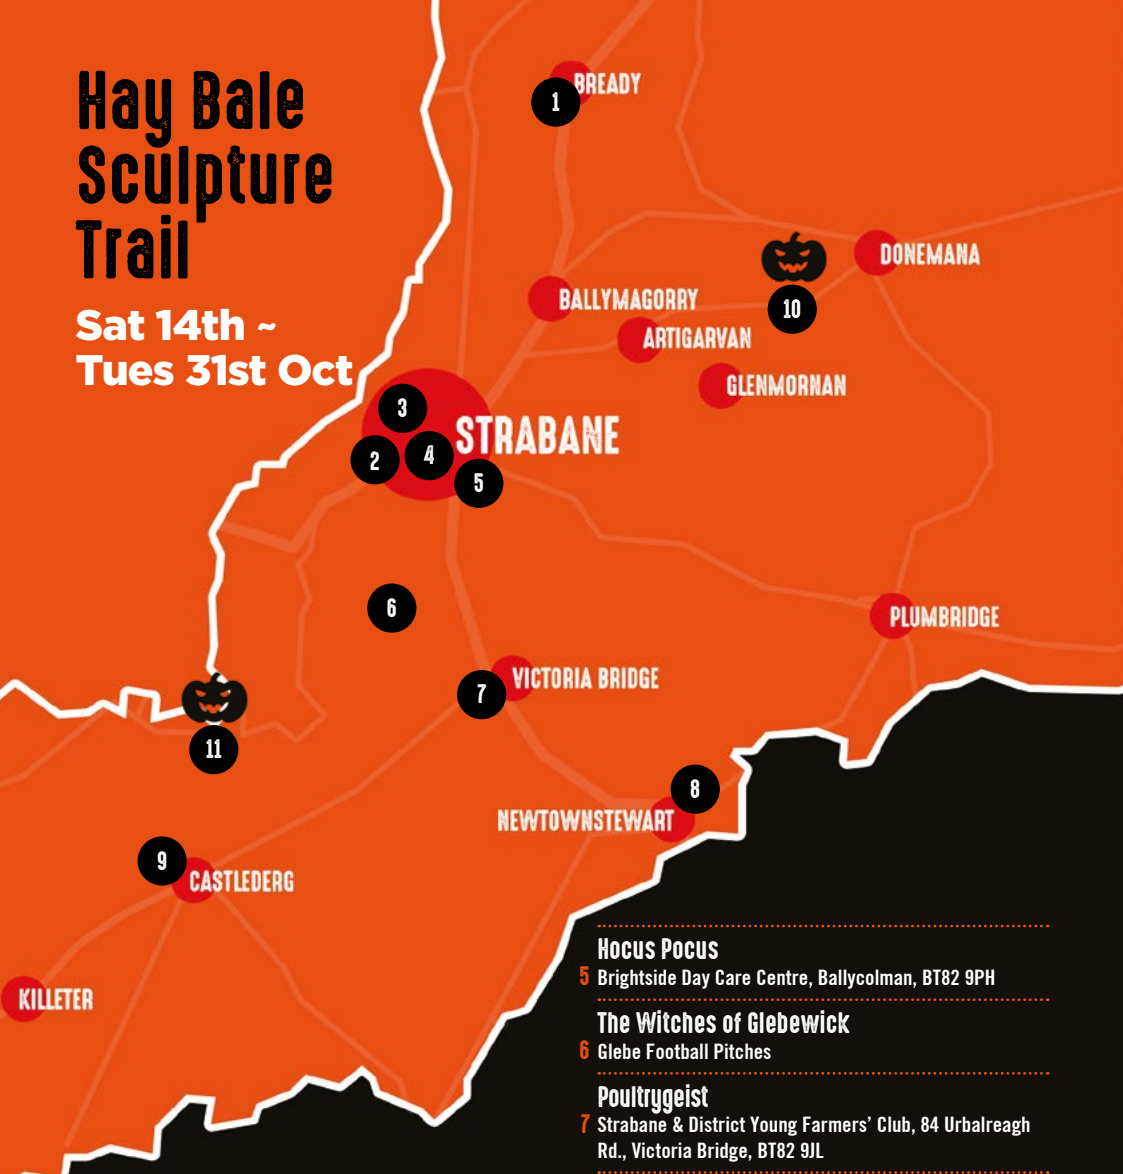 Hay Bale
Sculpture
Trail
Sat 14th ~
Tues 31st Oct
1
BREADY
DONEMANA
BALLYMAGORRY
10
ARTIGARVAN
GLENMORNAN
3
STRABANE
2
4
5
6
PLUMBRIDGE
VICTORIA BRIDGE
7
11
8
NEWTOWNSTEWART
9
CASTLEDERG
KILLETER
Hocus Pocus
5 Brightside Day Care Centre, Ballycolman, BT82 9PH
The Witches of Glebewick
6 Glebe Football Pitches
Poultrygeist
7 Strabane & District Young Farmers’ Club, 84 Urbalreagh
Rd., Victoria Bridge, BT82 9JL